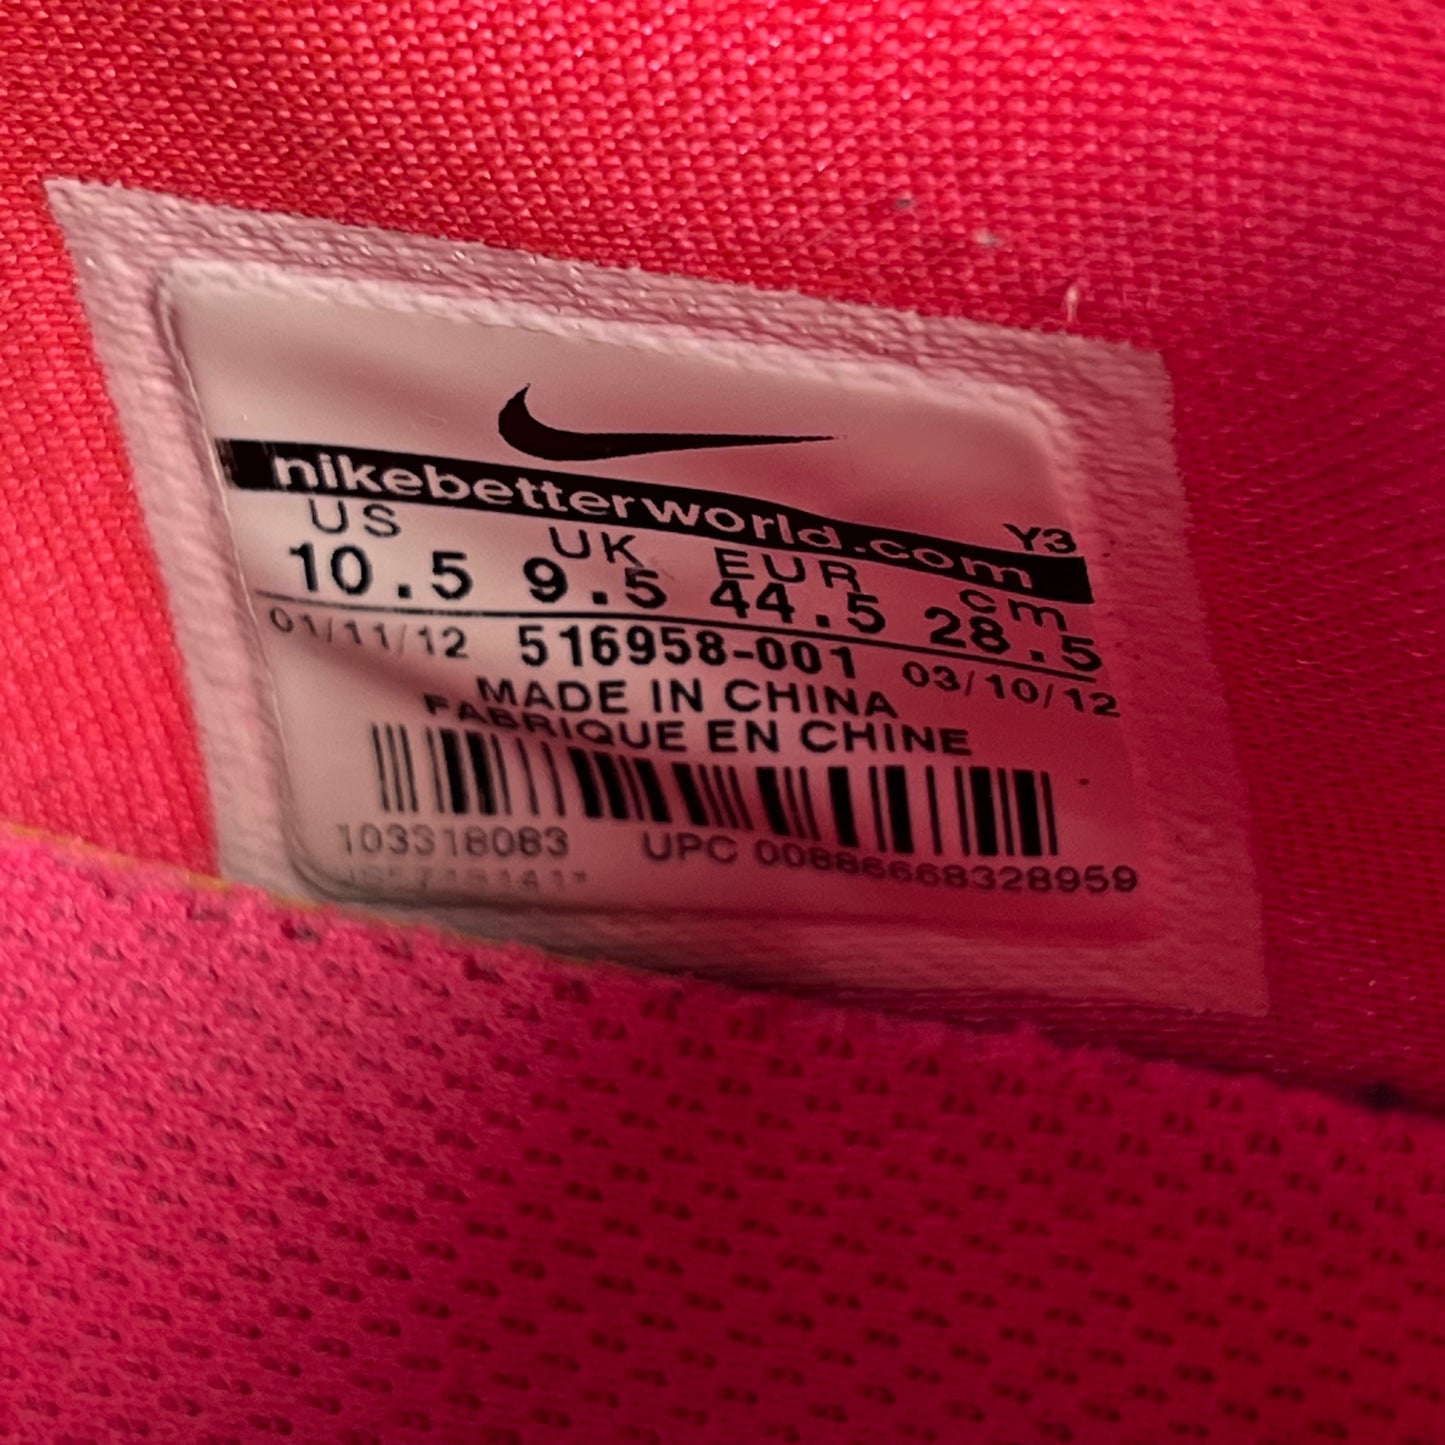 nikebetterworld.com
Y3
US UK EUR cm
10.5 9.5 44.5 28.5
01/11/12 516958-001 03/10/12
MADE IN CHINA
FABRIQUE EN CHINE
103318083 UPC 00886668328959